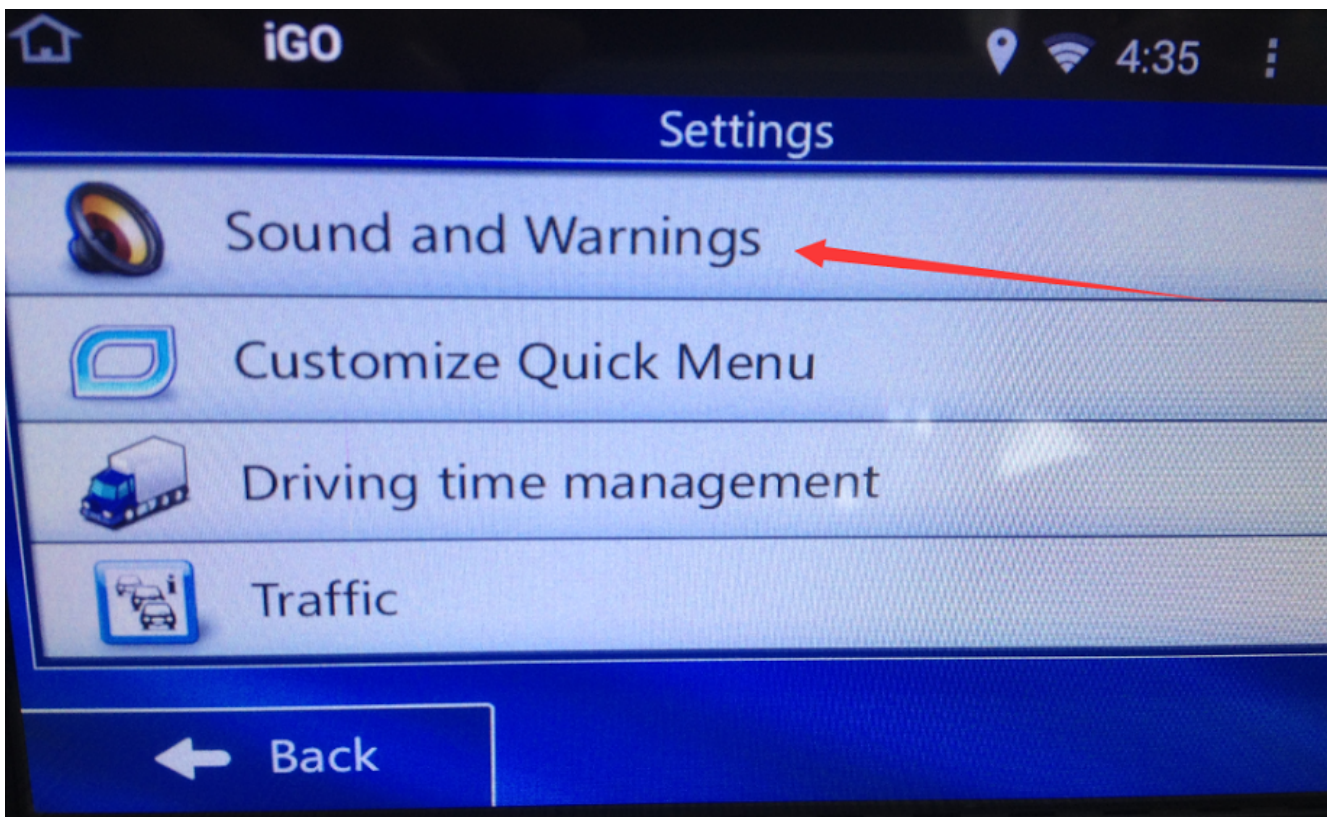 iGO
4:35
Settings
Sound and Warnings
Customize Quick Menu
Driving time management
Traffic
Back